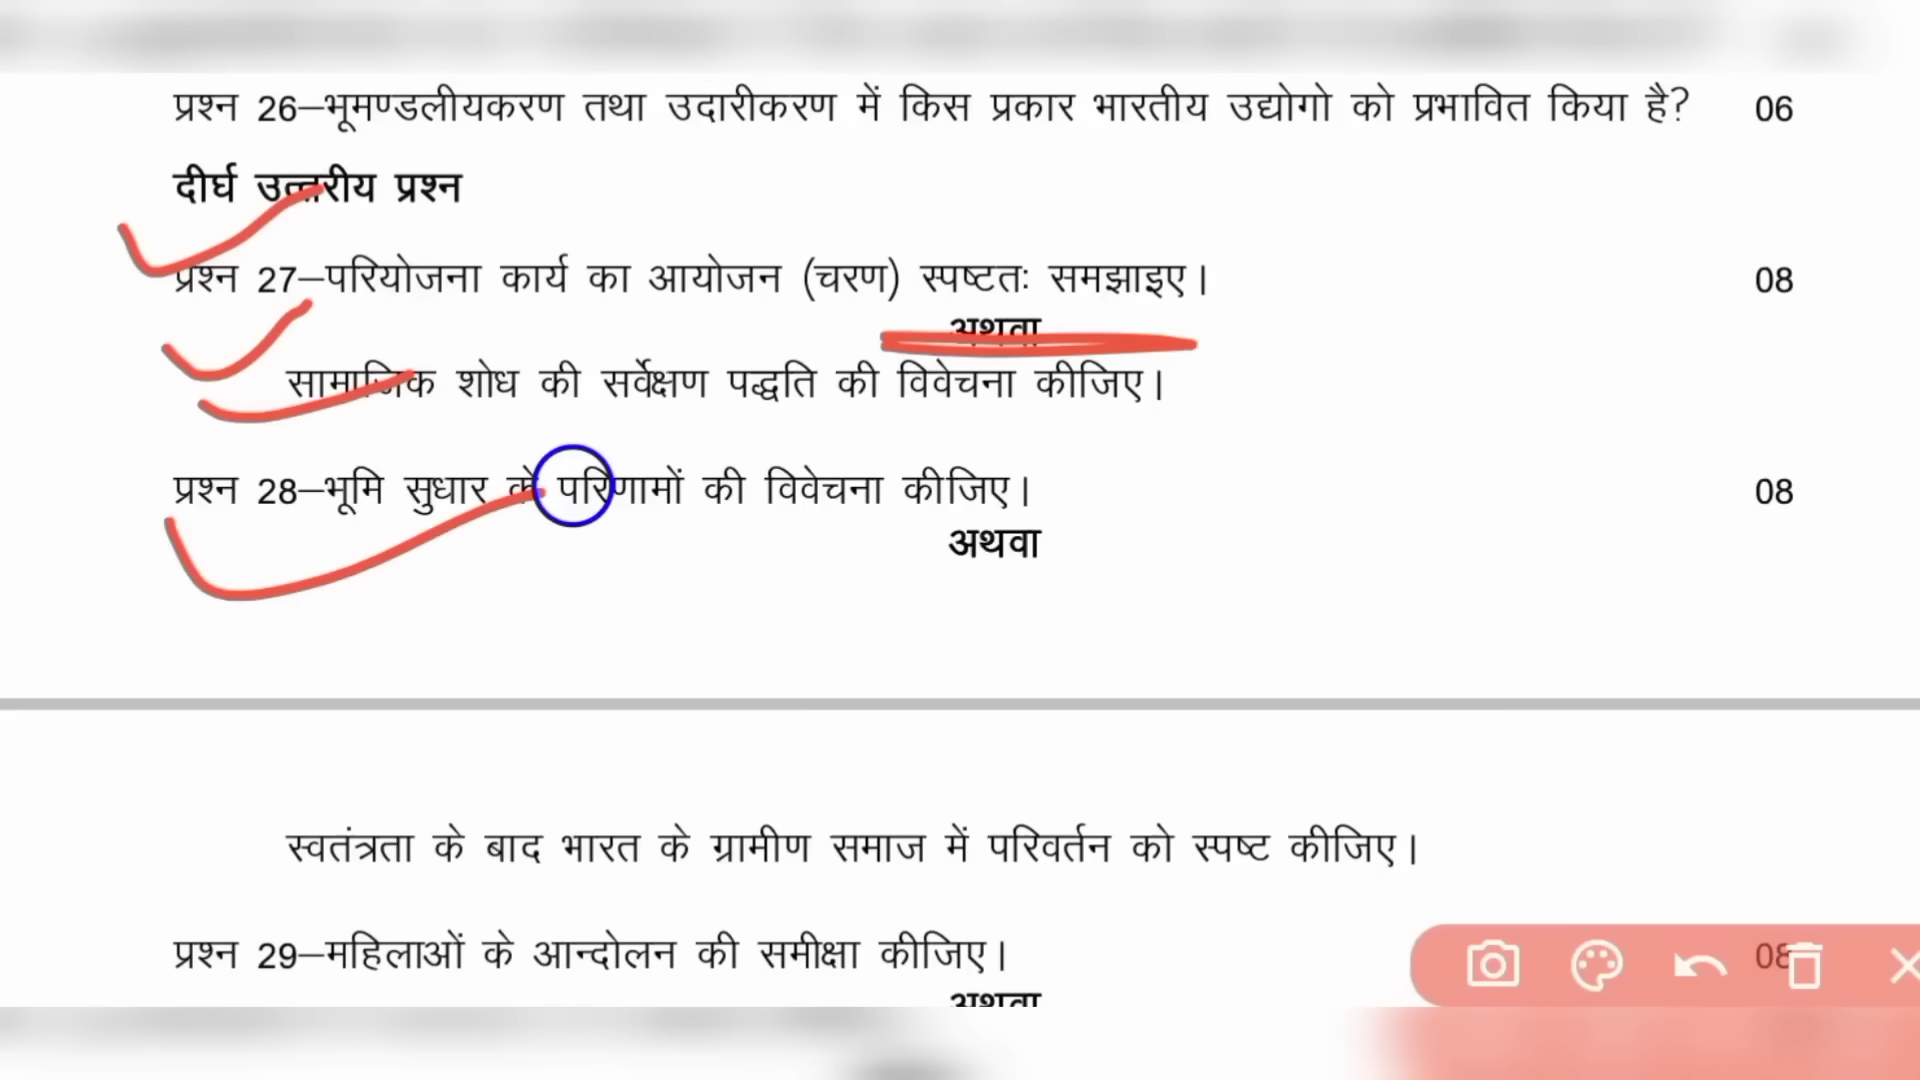 प्रश्न 26–भूमण्डलीयकरण तथा उदारीकरण में किस प्रकार भारतीय उद्योगो को प्रभावित किया है? 06
दीर्घ उत्तरीय प्रश्न
प्रश्न 27–परियोजना कार्य का आयोजन (चरण) स्पष्टतः समझाइए। 08
अथवा
सामाजिक शोध की सर्वेक्षण पद्धति की विवेचना कीजिए।
प्रश्न 28–भूमि सुधार के परिणामों की विवेचना कीजिए। 08
अथवा
स्वतंत्रता के बाद भारत के ग्रामीण समाज में परिवर्तन को स्पष्ट कीजिए।
प्रश्न 29–महिलाओं के आन्दोलन की समीक्षा कीजिए। 08
अथवा